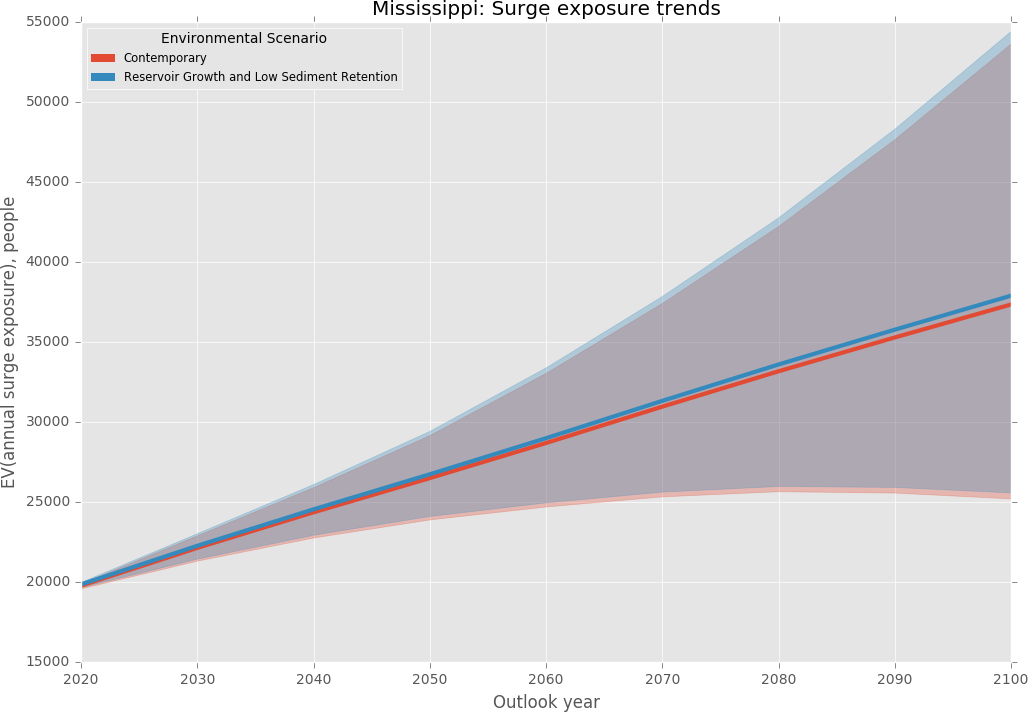 Mississippi: Surge exposure trends
55000
50000
45000
40000
35000
30000
25000
20000
15000
EV(annual surge exposure), people
Environmental Scenario
Contemporary
Reservoir Growth and Low Sediment Retention
2020 2030 2040 2050 2060 2070 2080 2090 2100
Outlook year